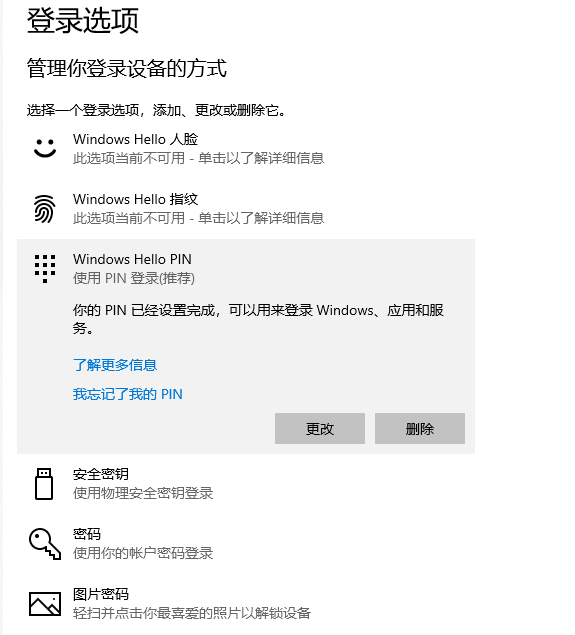 登录选项
管理你登录设备的方式
选择一个登录选项，添加、更改或删除它。
Windows Hello 人脸
此选项当前不可用 - 单击以了解详细信息
Windows Hello 指纹
此选项当前不可用 - 单击以了解详细信息
Windows Hello PIN
使用 PIN 登录(推荐)
你的 PIN 已经设置完成，可以用来登录 Windows、应用和服
务。
了解更多信息
我忘记了我的 PIN
更改 删除
安全密钥
使用物理安全密钥登录
密码
使用你的帐户密码登录
图片密码
轻扫并点击你最喜爱的照片以解锁设备